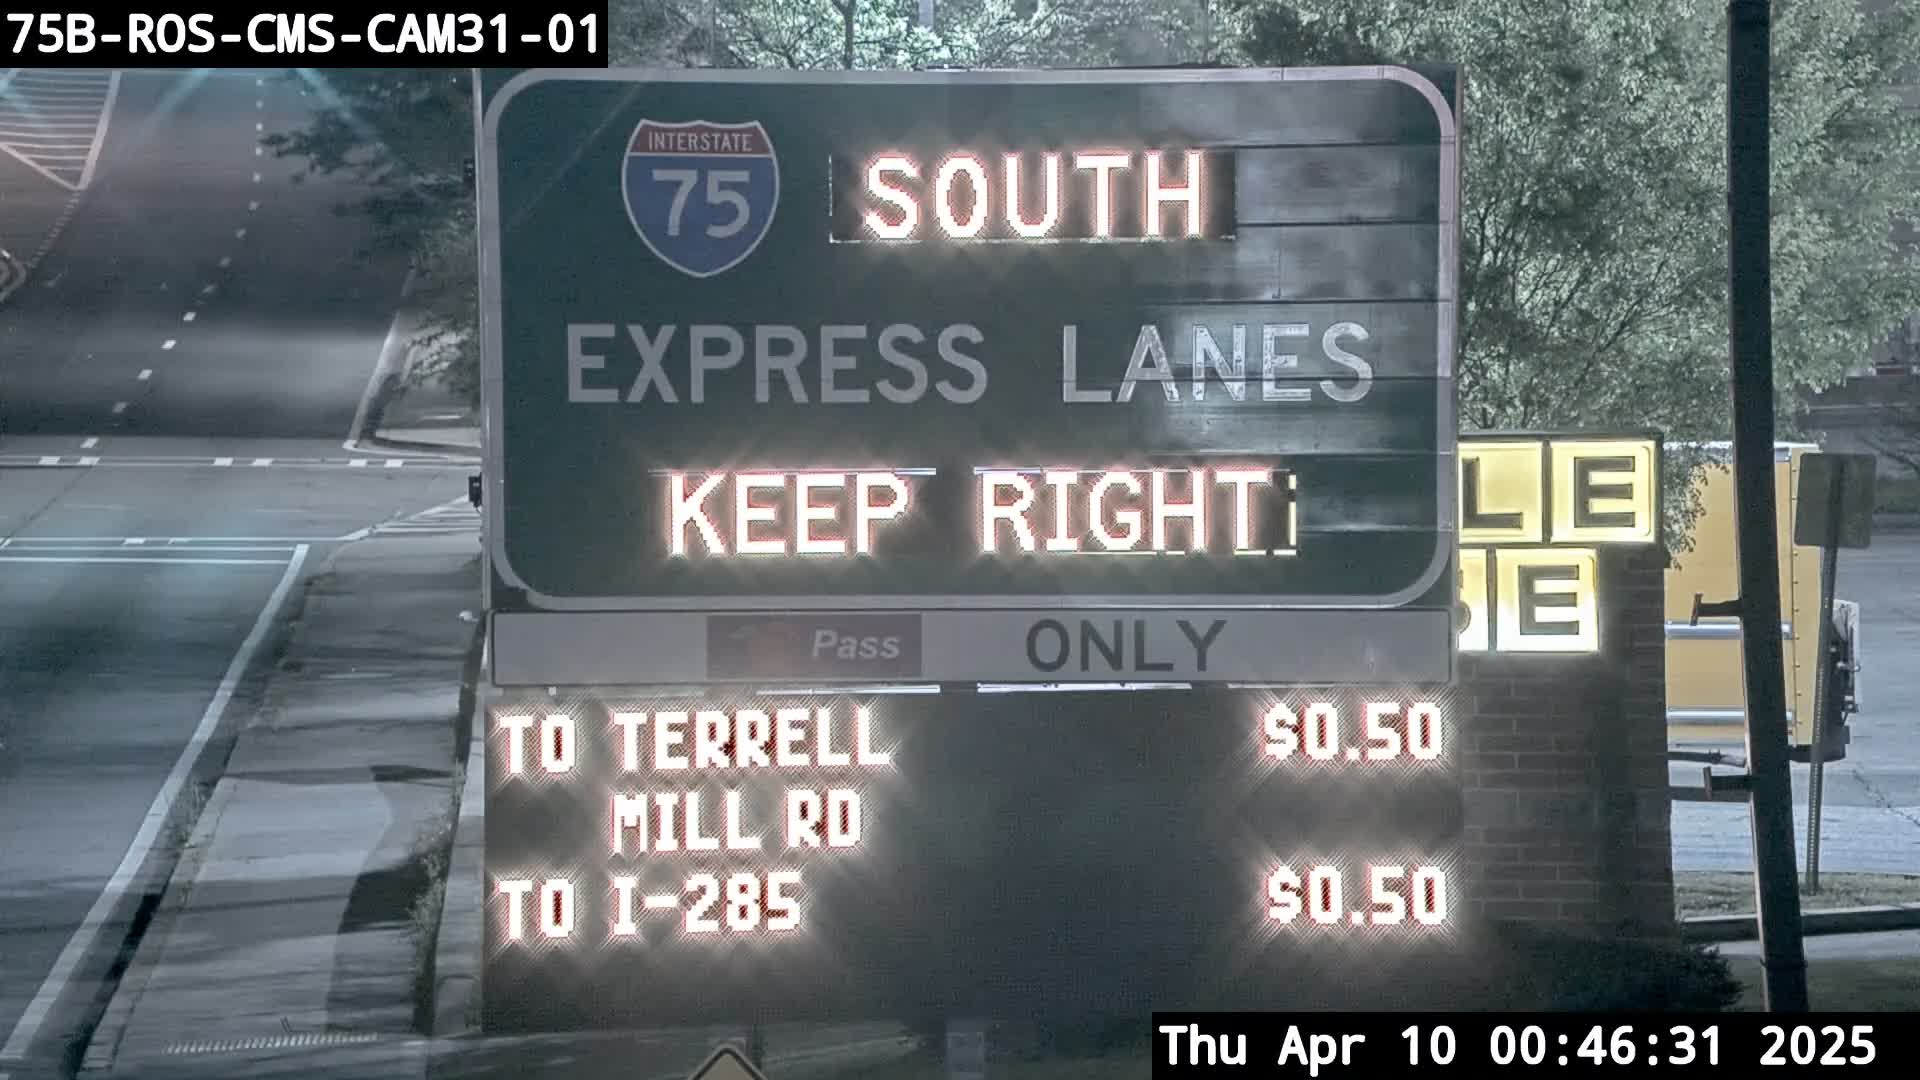 75B-ROS-CMS-CAM31-01
INTERSTATE
75
SOUTH
EXPRESS LANES
KEEP RIGHT
LE
E
Pass ONLY
TO TERRELL $0.50
MILL RD
TO I-285 $0.50
Thu Apr 10 00:46:31 2025